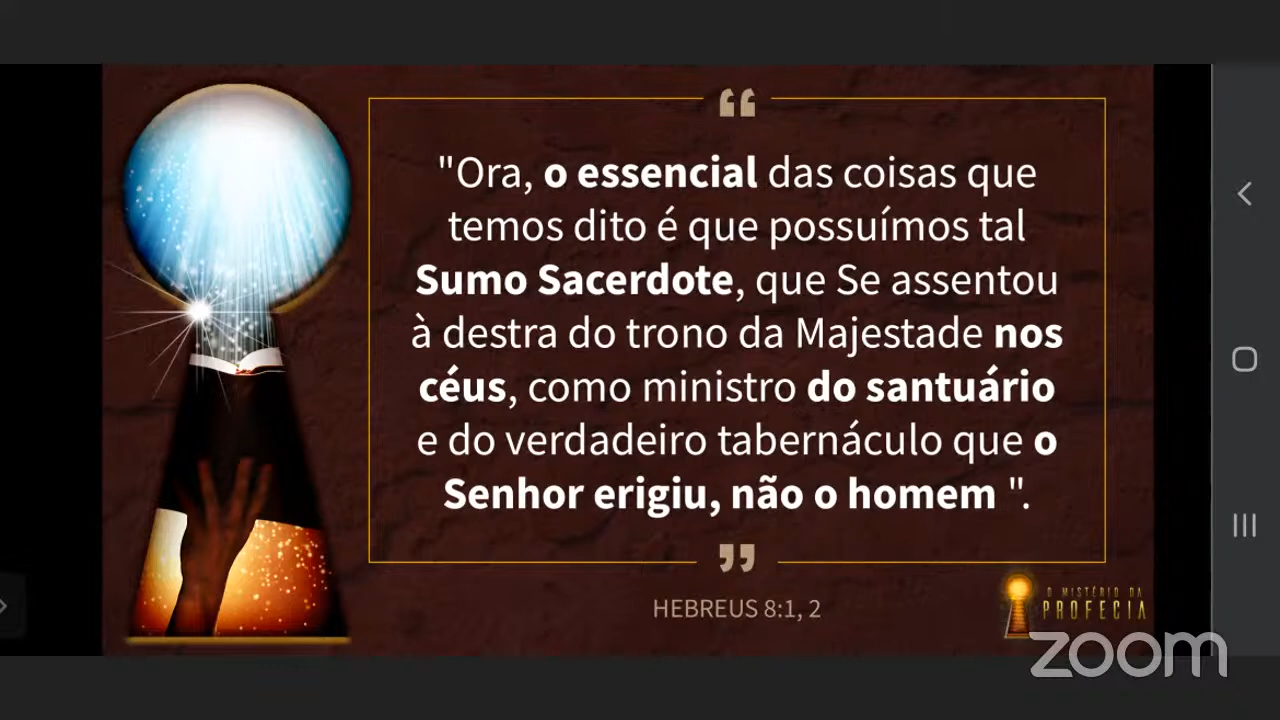 "Ora, o essencial das coisas que
temos dito é que possuímos tal
Sumo Sacerdote, que Se assentou
à destra do trono da Majestade nos
céus, como ministro do santuário
e do verdadeiro tabernáculo que o
Senhor erigiu, não o homem ".
HEBREUS 8:1, 2
O MISTÉRIO DA
PROFECIA
zoom